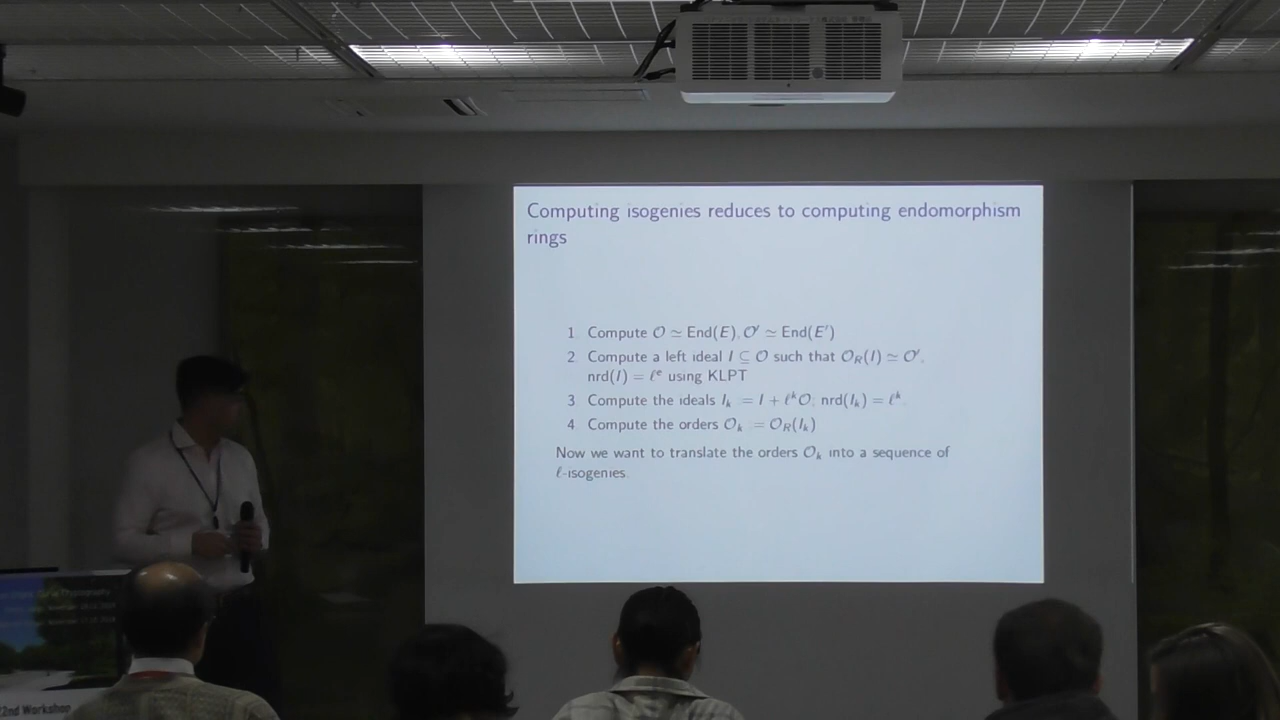 Computing isogenies reduces to computing endomorphism
rings
1 Compute 𝒪 ≃ End(E), 𝒪′ ≃ End(E′)
2 Compute a left ideal I ⊆ 𝒪 such that 𝒪_R(I) ≃ 𝒪′,
nrd(I) = ℓ^e using KLPT
3 Compute the ideals I_k = I + ℓ^k𝒪; nrd(I_k) = ℓ^k
4 Compute the orders 𝒪_k = 𝒪_R(I_k)
Now we want to translate the orders 𝒪_k into a sequence of
ℓ-isogenies.
2nd Workshop